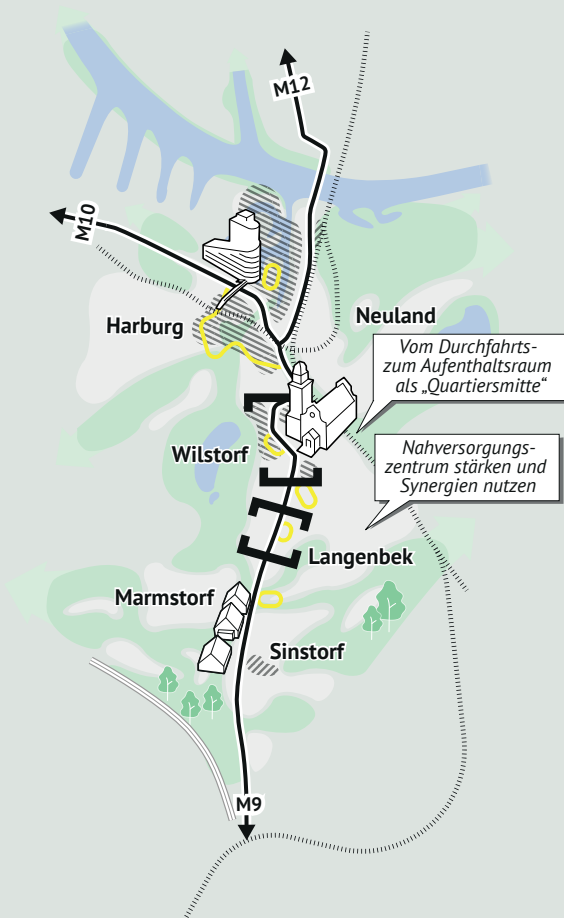 M12
M10
Neuland
Harburg
Vom Durchfahrts-
zum Aufenthaltsraum
als „Quartiersmitte“
Wilstorf
Nahversorgungs-
zentrum stärken und
Synergien nutzen
Langenbek
Marmstorf
Sinstorf
M9